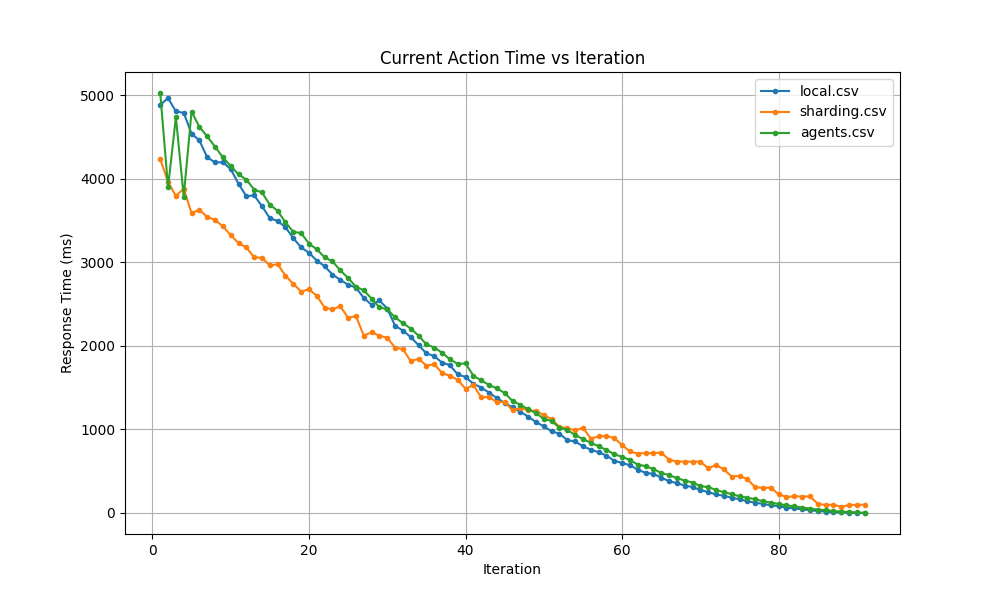 Current Action Time vs Iteration
local.csv
sharding.csv
agents.csv
Response Time (ms)
5000
4000
3000
2000
1000
0
0 20 40 60 80
Iteration